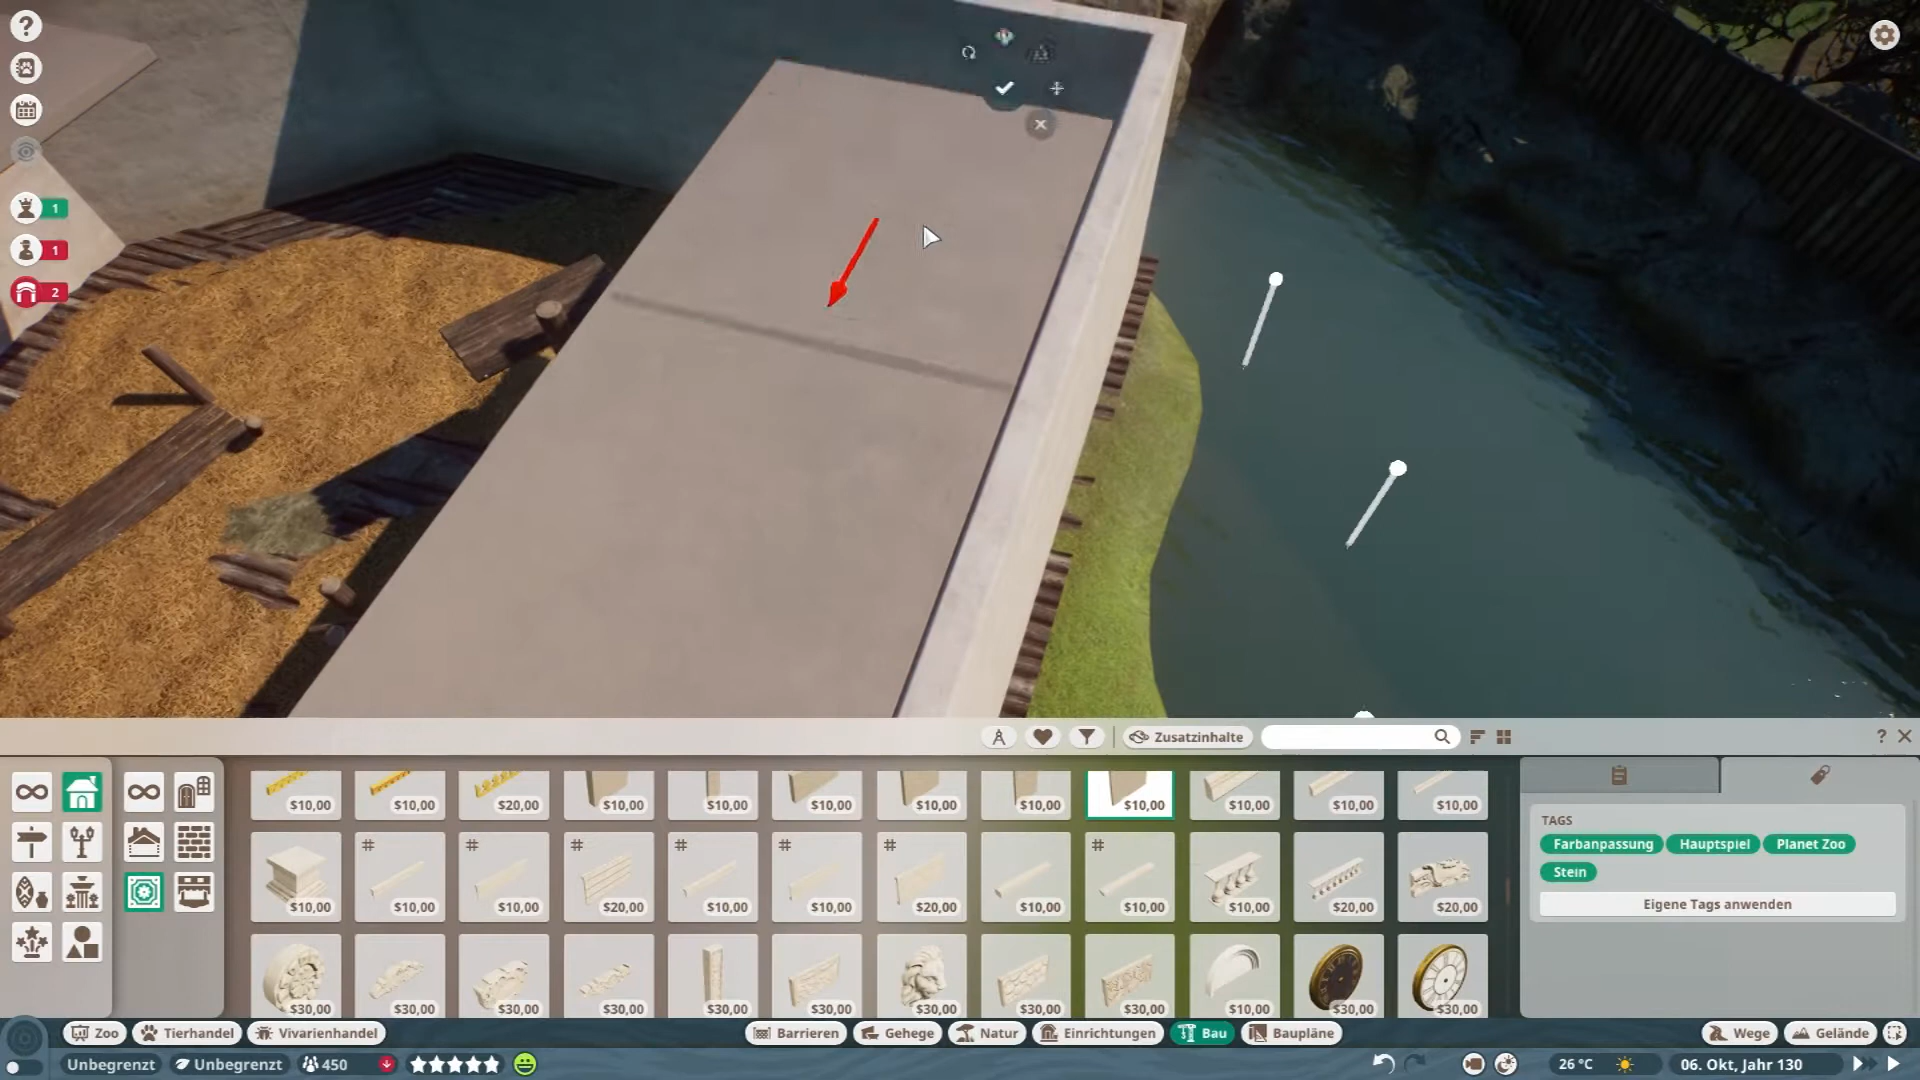 ?
1
1
2
Zusatzinhalte
?
$10,00 $10,00 $20,00 $10,00 $10,00 $10,00 $10,00 $10,00 $10,00 $10,00 $10,00 $10,00
$10,00 $10,00 $10,00 $20,00 $10,00 $10,00 $20,00 $10,00 $10,00 $10,00 $20,00 $20,00
$30,00 $30,00 $30,00 $30,00 $30,00 $30,00 $30,00 $30,00 $30,00 $10,00 $30,00 $30,00
TAGS
Farbanpassung Hauptspiel Planet Zoo
Stein
Eigene Tags anwenden
Zoo Tierhandel Vivarienhandel Barrieren Gehege Natur Einrichtungen Bau Baupläne Wege Gelände
Unbegrenzt Unbegrenzt 450 26 °C 06. Okt, Jahr 130